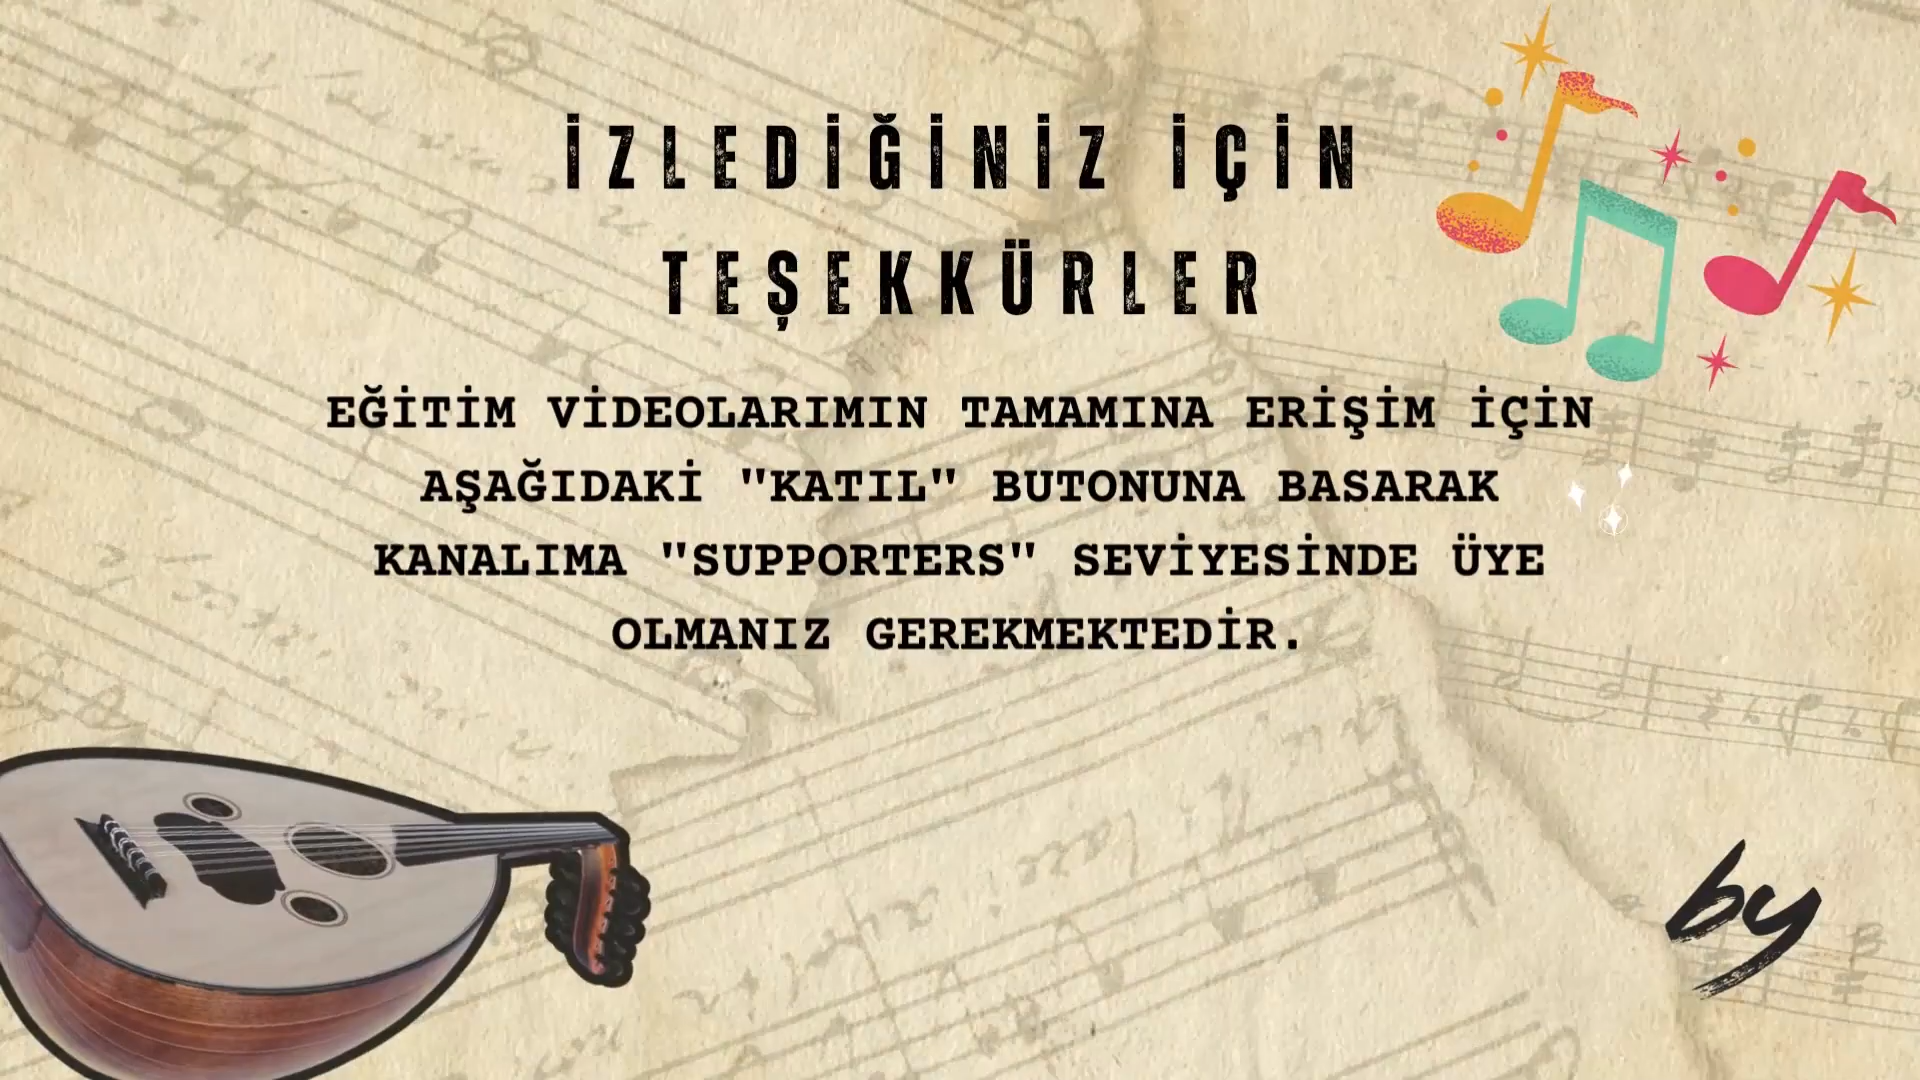 İZLEDİĞİNİZ İÇİN
TEŞEKKÜRLER
EĞİTİM VİDEOLARIMIN TAMAMINA ERİŞİM İÇİN
AŞAĞIDAKİ "KATIL" BUTONUNA BASARAK
KANALIMA "SUPPORTERS" SEVİYESİNDE ÜYE
OLMANIZ GEREKMEKTEDİR.
by